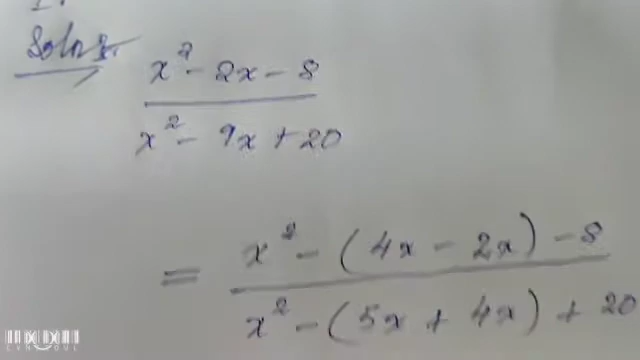 Soln:
x² - 2x - 8
x² - 9x + 20
= x² - (4x - 2x) - 8
x² - (5x + 4x) + 20